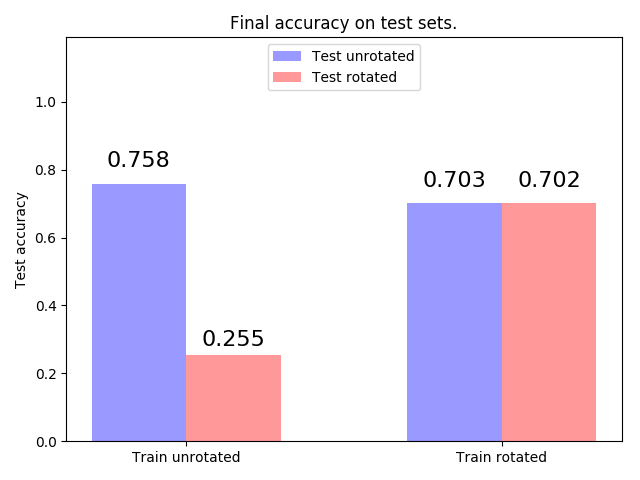 Final accuracy on test sets.
Test unrotated
Test rotated
1.0
0.8
0.6
0.4
0.2
0.0
Test accuracy
0.758
0.255
0.703
0.702
Train unrotated
Train rotated